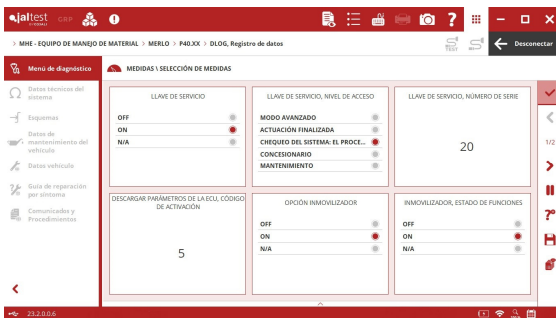 jaltest GRP
BY COJALI
MHE - EQUIPO DE MANEJO DE MATERIAL > MERLO > P40.XX > DLOG, Registro de datos
TEST
Desconectar
Menú de diagnóstico
MEDIDAS \ SELECCIÓN DE MEDIDAS
Datos técnicos del sistema
Esquemas
Datos de mantenimiento del vehículo
Datos vehículo
Guía de reparación por síntoma
Comunicados y Procedimientos
LLAVE DE SERVICIO
OFF
ON
N/A
LLAVE DE SERVICIO, NIVEL DE ACCESO
MODO AVANZADO
ACTUACIÓN FINALIZADA
CHEQUEO DEL SISTEMA: EL PROCE...
CONCESIONARIO
MANTENIMIENTO
LLAVE DE SERVICIO, NÚMERO DE SERIE
20
1/2
DESCARGAR PARÁMETROS DE LA ECU, CÓDIGO
DE ACTIVACIÓN
5
OPCIÓN INMOVILIZADOR
OFF
ON
N/A
INMOVILIZADOR, ESTADO DE FUNCIONES
OFF
ON
N/A
23.2.0.0.6